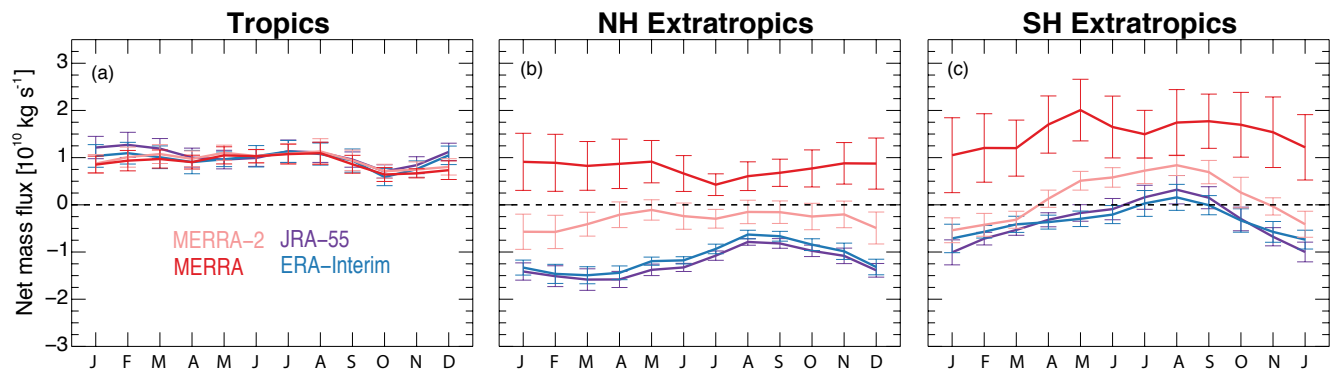 Tropics
NH Extratropics
SH Extratropics
Net mass flux [10¹⁰ kg s⁻¹]
3
2
1
0
−1
−2
−3
(a)
MERRA−2 JRA−55
MERRA ERA−Interim
J F M A M J J A S O N D
(b)
J F M A M J J A S O N D
(c)
J F M A M J J A S O N J